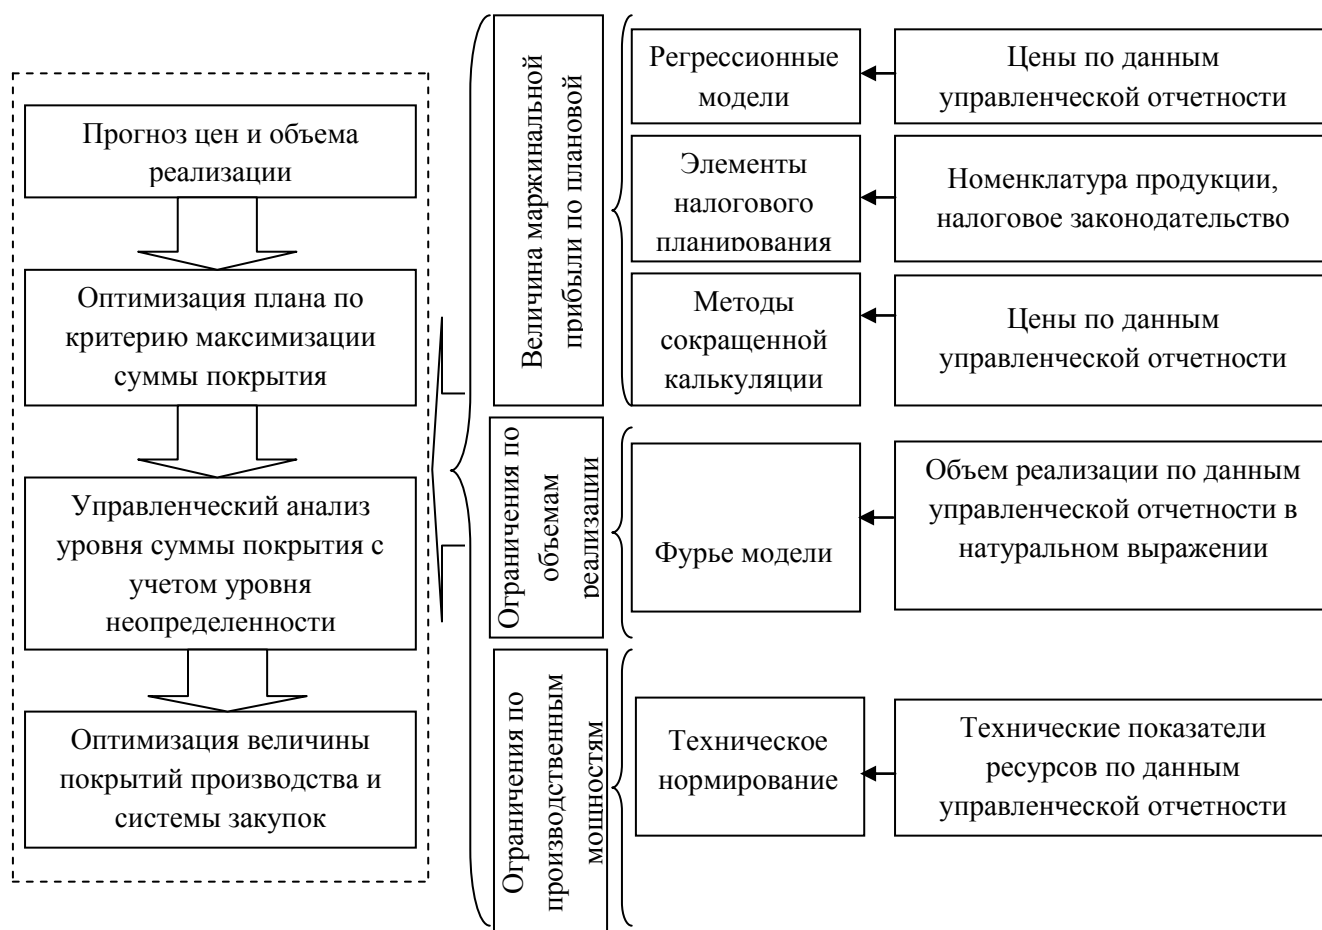 Прогноз цен и объема
реализации
Оптимизация плана по
критерию максимизации
суммы покрытия
Управленческий анализ
уровня суммы покрытия с
учетом уровня
неопределенности
Оптимизация величины
покрытий производства и
системы закупок
Величина маржинальной
прибыли по плановой
Ограничения по
объемам
реализации
Ограничения по
производственным
мощностям
Регрессионные
модели
Элементы
налогового
планирования
Методы
сокращенной
калькуляции
Фурье модели
Техническое
нормирование
Цены по данным
управленческой отчетности
Номенклатура продукции,
налоговое законодательство
Цены по данным
управленческой отчетности
Объем реализации по данным
управленческой отчетности в
натуральном выражении
Технические показатели
ресурсов по данным
управленческой отчетности